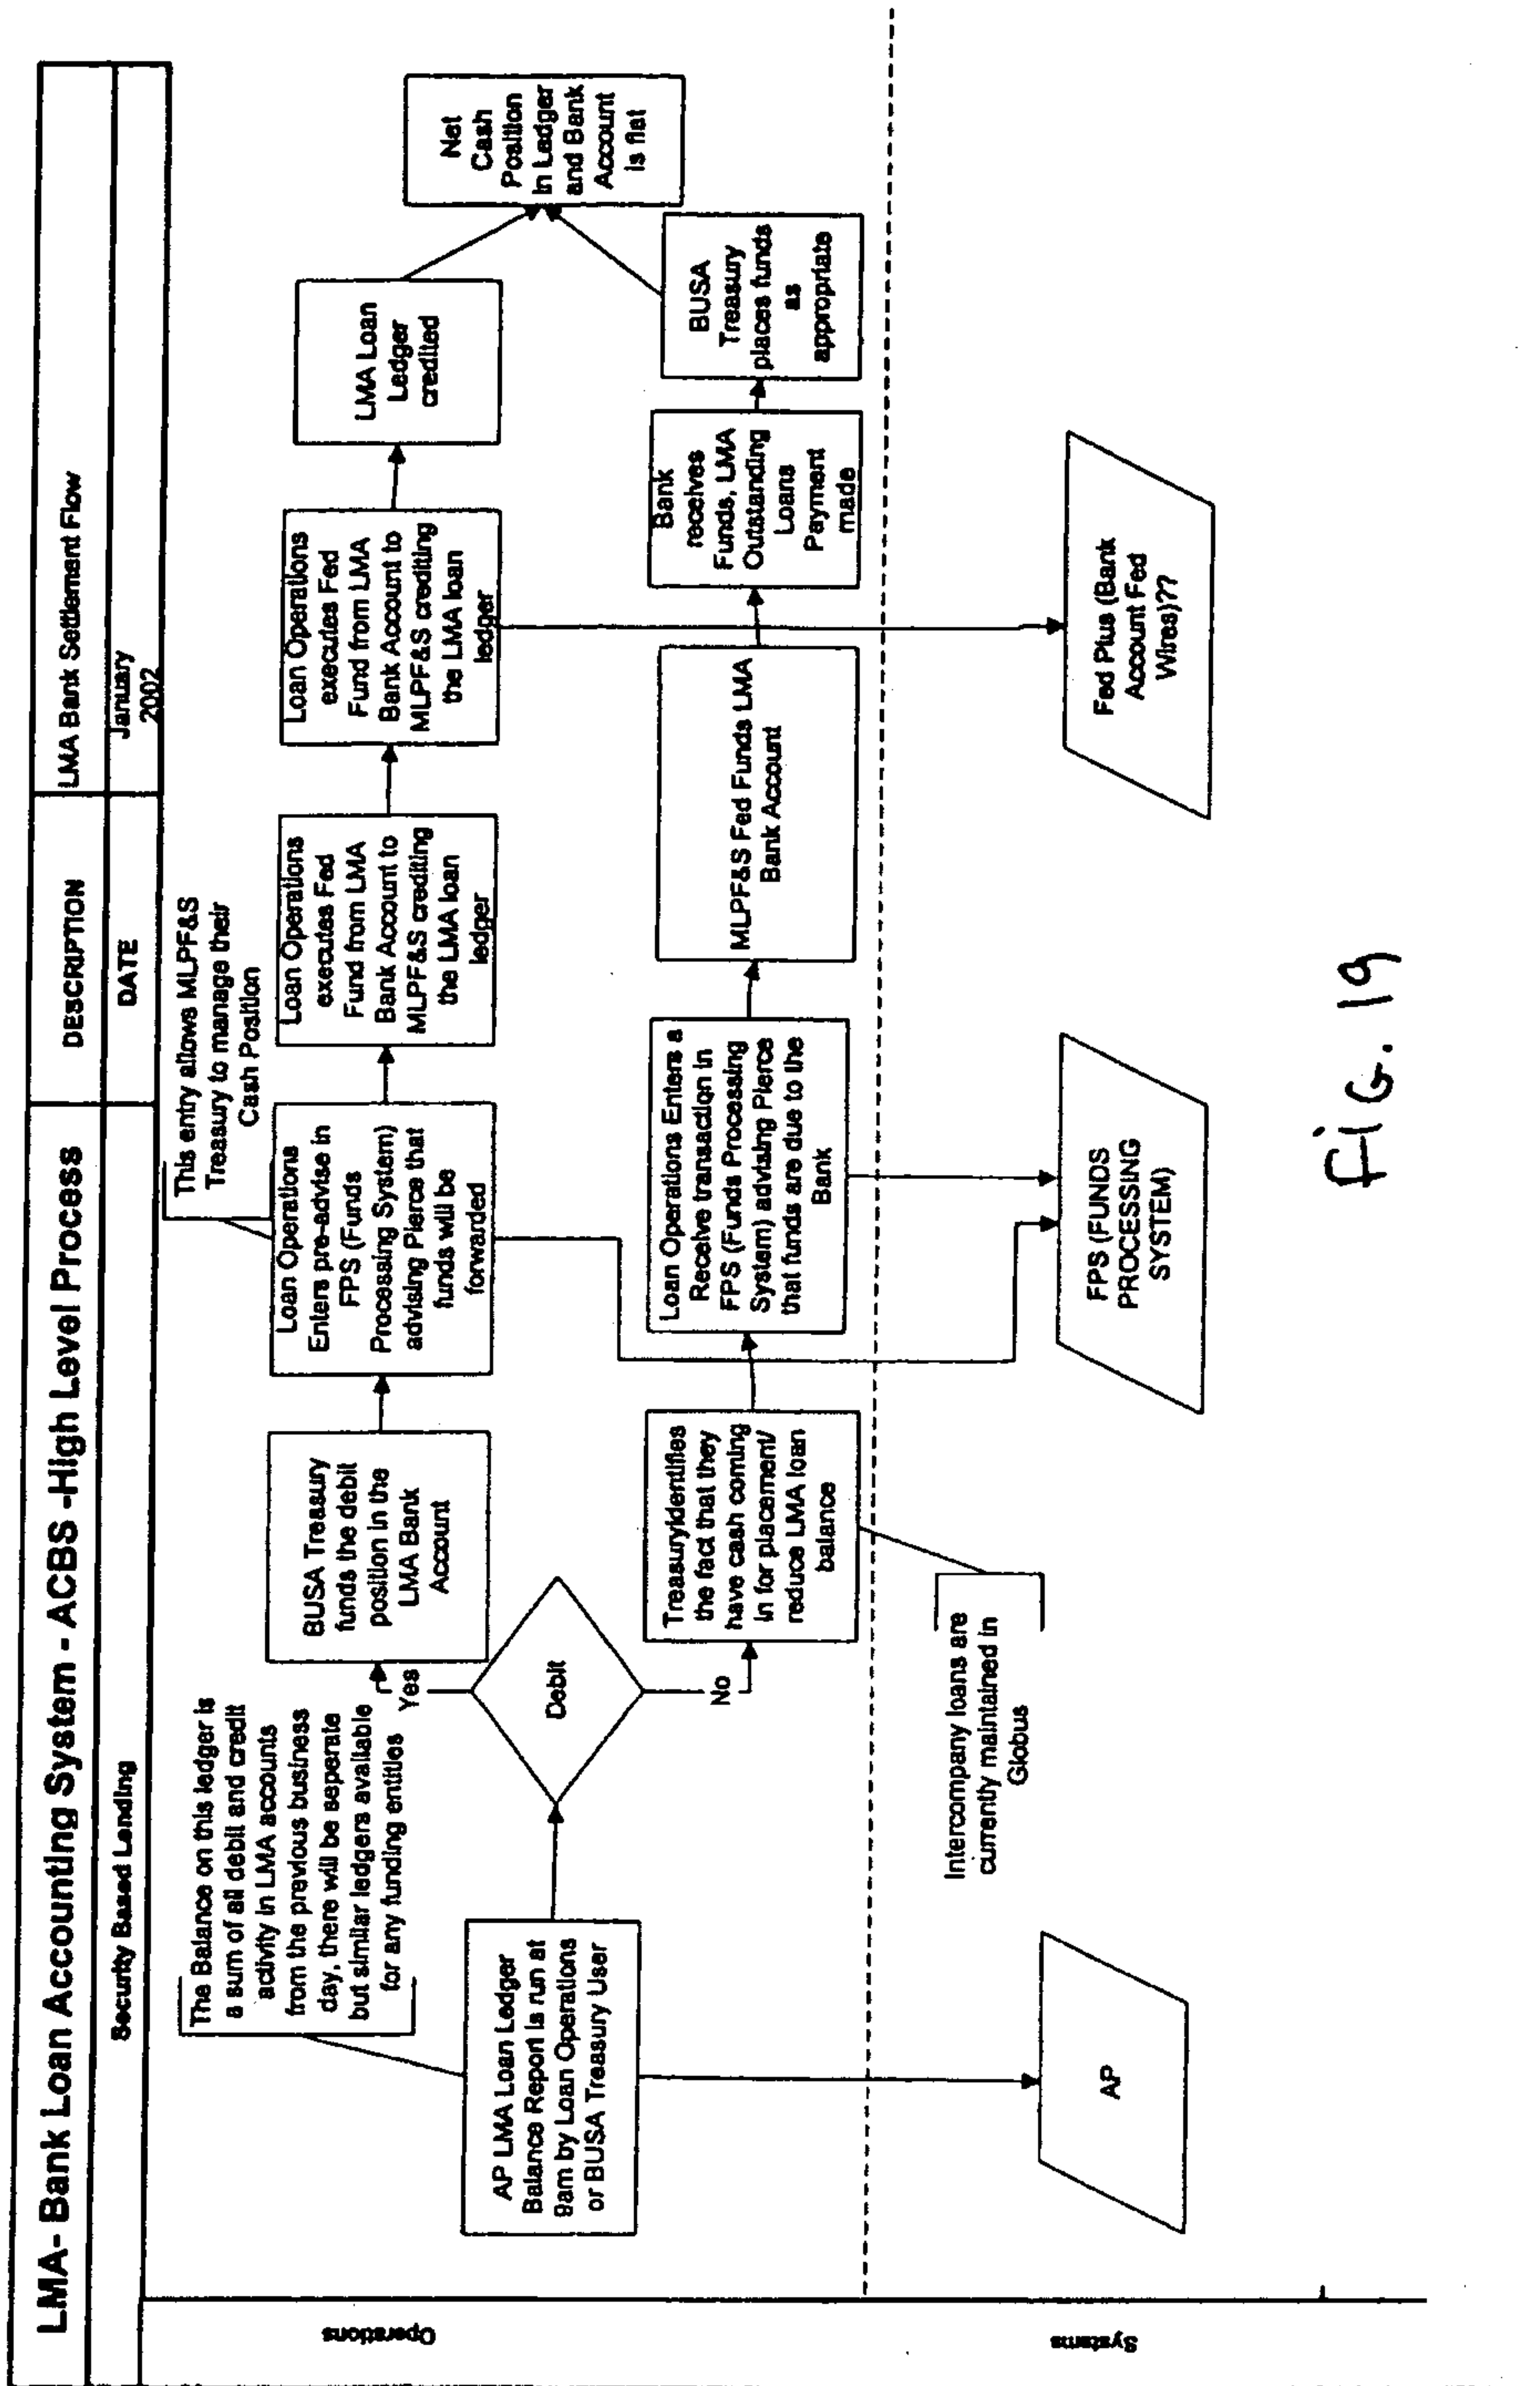 LMA- Bank Loan Accounting System - ACBS -High Level Process
DESCRIPTION
LMA Bank Settlement Flow
Security Based Lending
DATE
January
2002
Operations
The Balance on this ledger is
a sum of all debit and credit
activity in LMA accounts
from the previous business
day, there will be seperate
but similar ledgers available
for any funding entities
This entry allows MLPF&S
Treasury to manage their
Cash Position
AP LMA Loan Ledger
Balance Report is run at
9am by Loan Operations
or BUSA Treasury User
Debit
Yes
No
BUSA Treasury
funds the debit
position in the
LMA Bank
Account
Loan Operations
Enters pre-advise in
FPS (Funds
Processing System)
advising Pierce that
funds will be
forwarded
Loan Operations
executes Fed
Fund from LMA
Bank Account to
MLPF&S crediting
the LMA loan
ledger
Loan Operations
executes Fed
Fund from LMA
Bank Account to
MLPF&S crediting
the LMA loan
ledger
LMA Loan
Ledger
credited
Net
Cash
Position
in Ledger
and Bank
Account
is flat
Treasuryidentifies
the fact that they
have cash coming
in for placement/
reduce LMA loan
balance
Loan Operations Enters a
Receive transaction in
FPS (Funds Processing
System) advising Pierce
that funds are due to the
Bank
MLPF&S Fed Funds LMA
Bank Account
Bank
receives
Funds, LMA
Outstanding
Loans
Payment
made
BUSA
Treasury
places funds
as
appropriate
Intercompany loans are
currently maintained in
Globus
Systems
AP
FPS (FUNDS
PROCESSING
SYSTEM)
Fed Plus (Bank
Account Fed
Wires)??
FIG. 19